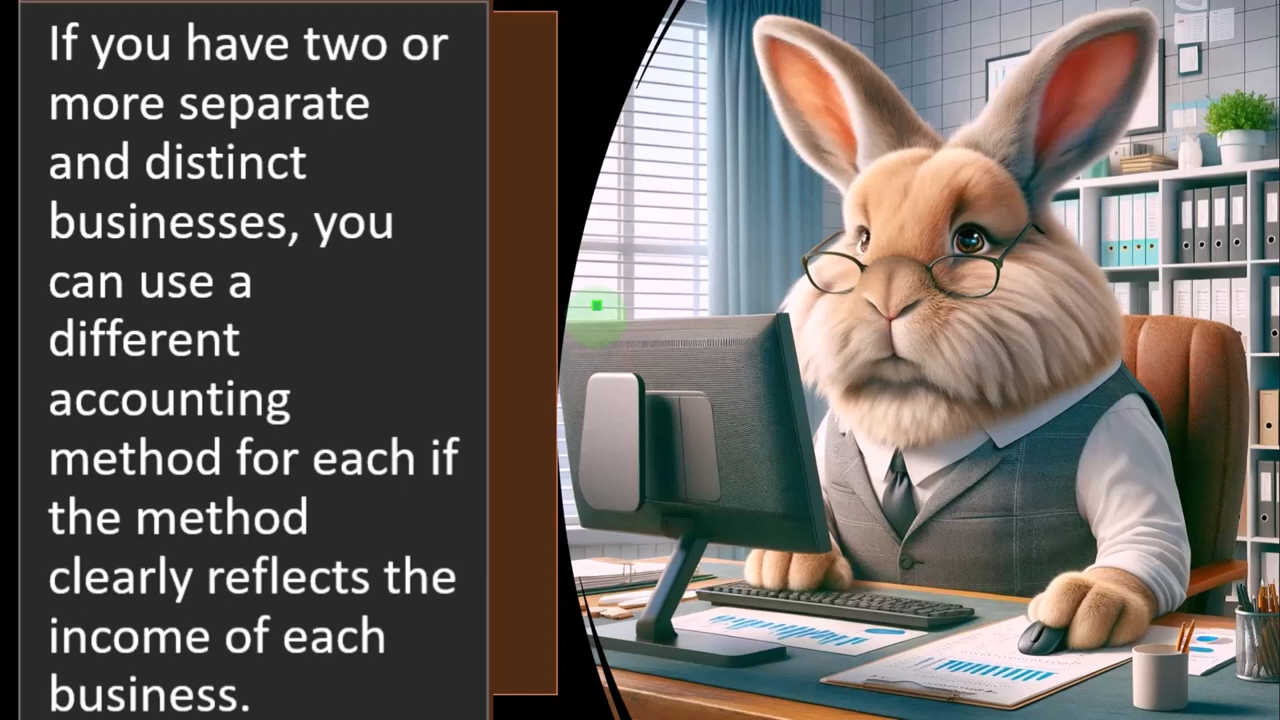 If you have two or
more separate
and distinct
businesses, you
can use a
different
accounting
method for each if
the method
clearly reflects the
income of each
business.